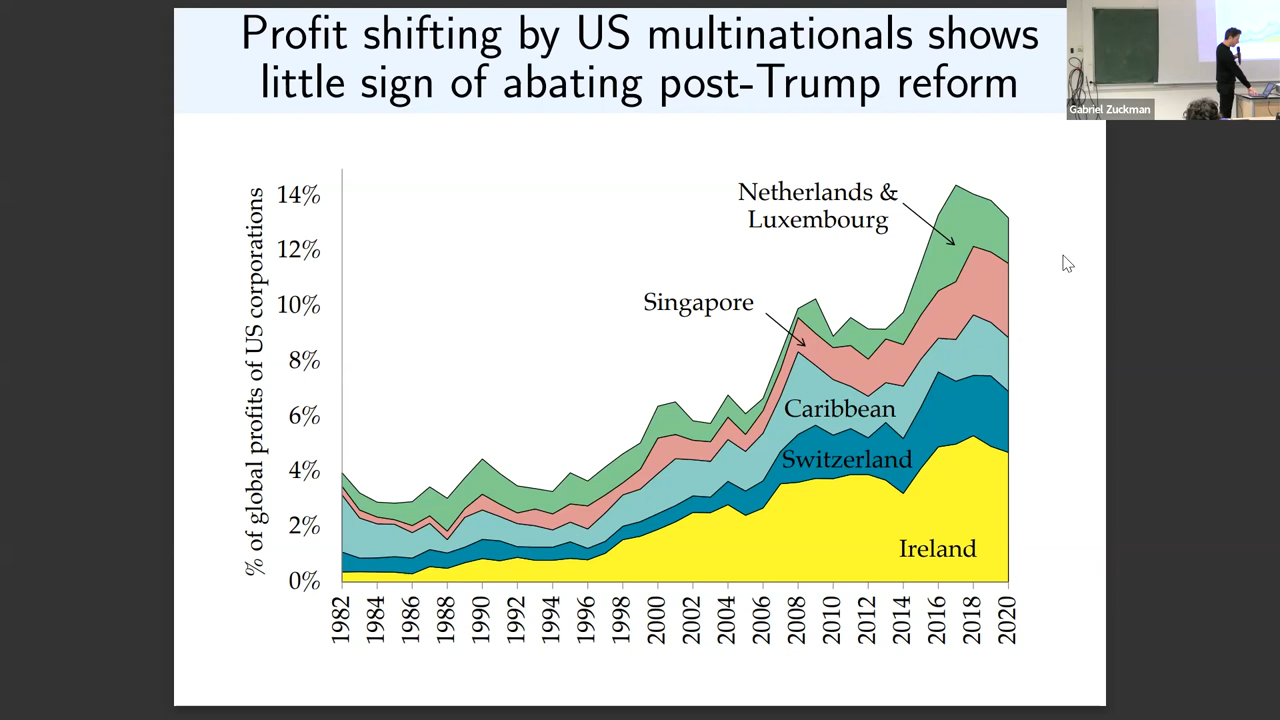 Profit shifting by US multinationals shows
little sign of abating post-Trump reform
Gabriel Zuckman
% of global profits of US corporations
14%
12%
10%
8%
6%
4%
2%
0%
Netherlands &
Luxembourg
Singapore
Caribbean
Switzerland
Ireland
1982
1984
1986
1988
1990
1992
1994
1996
1998
2000
2002
2004
2006
2008
2010
2012
2014
2016
2018
2020